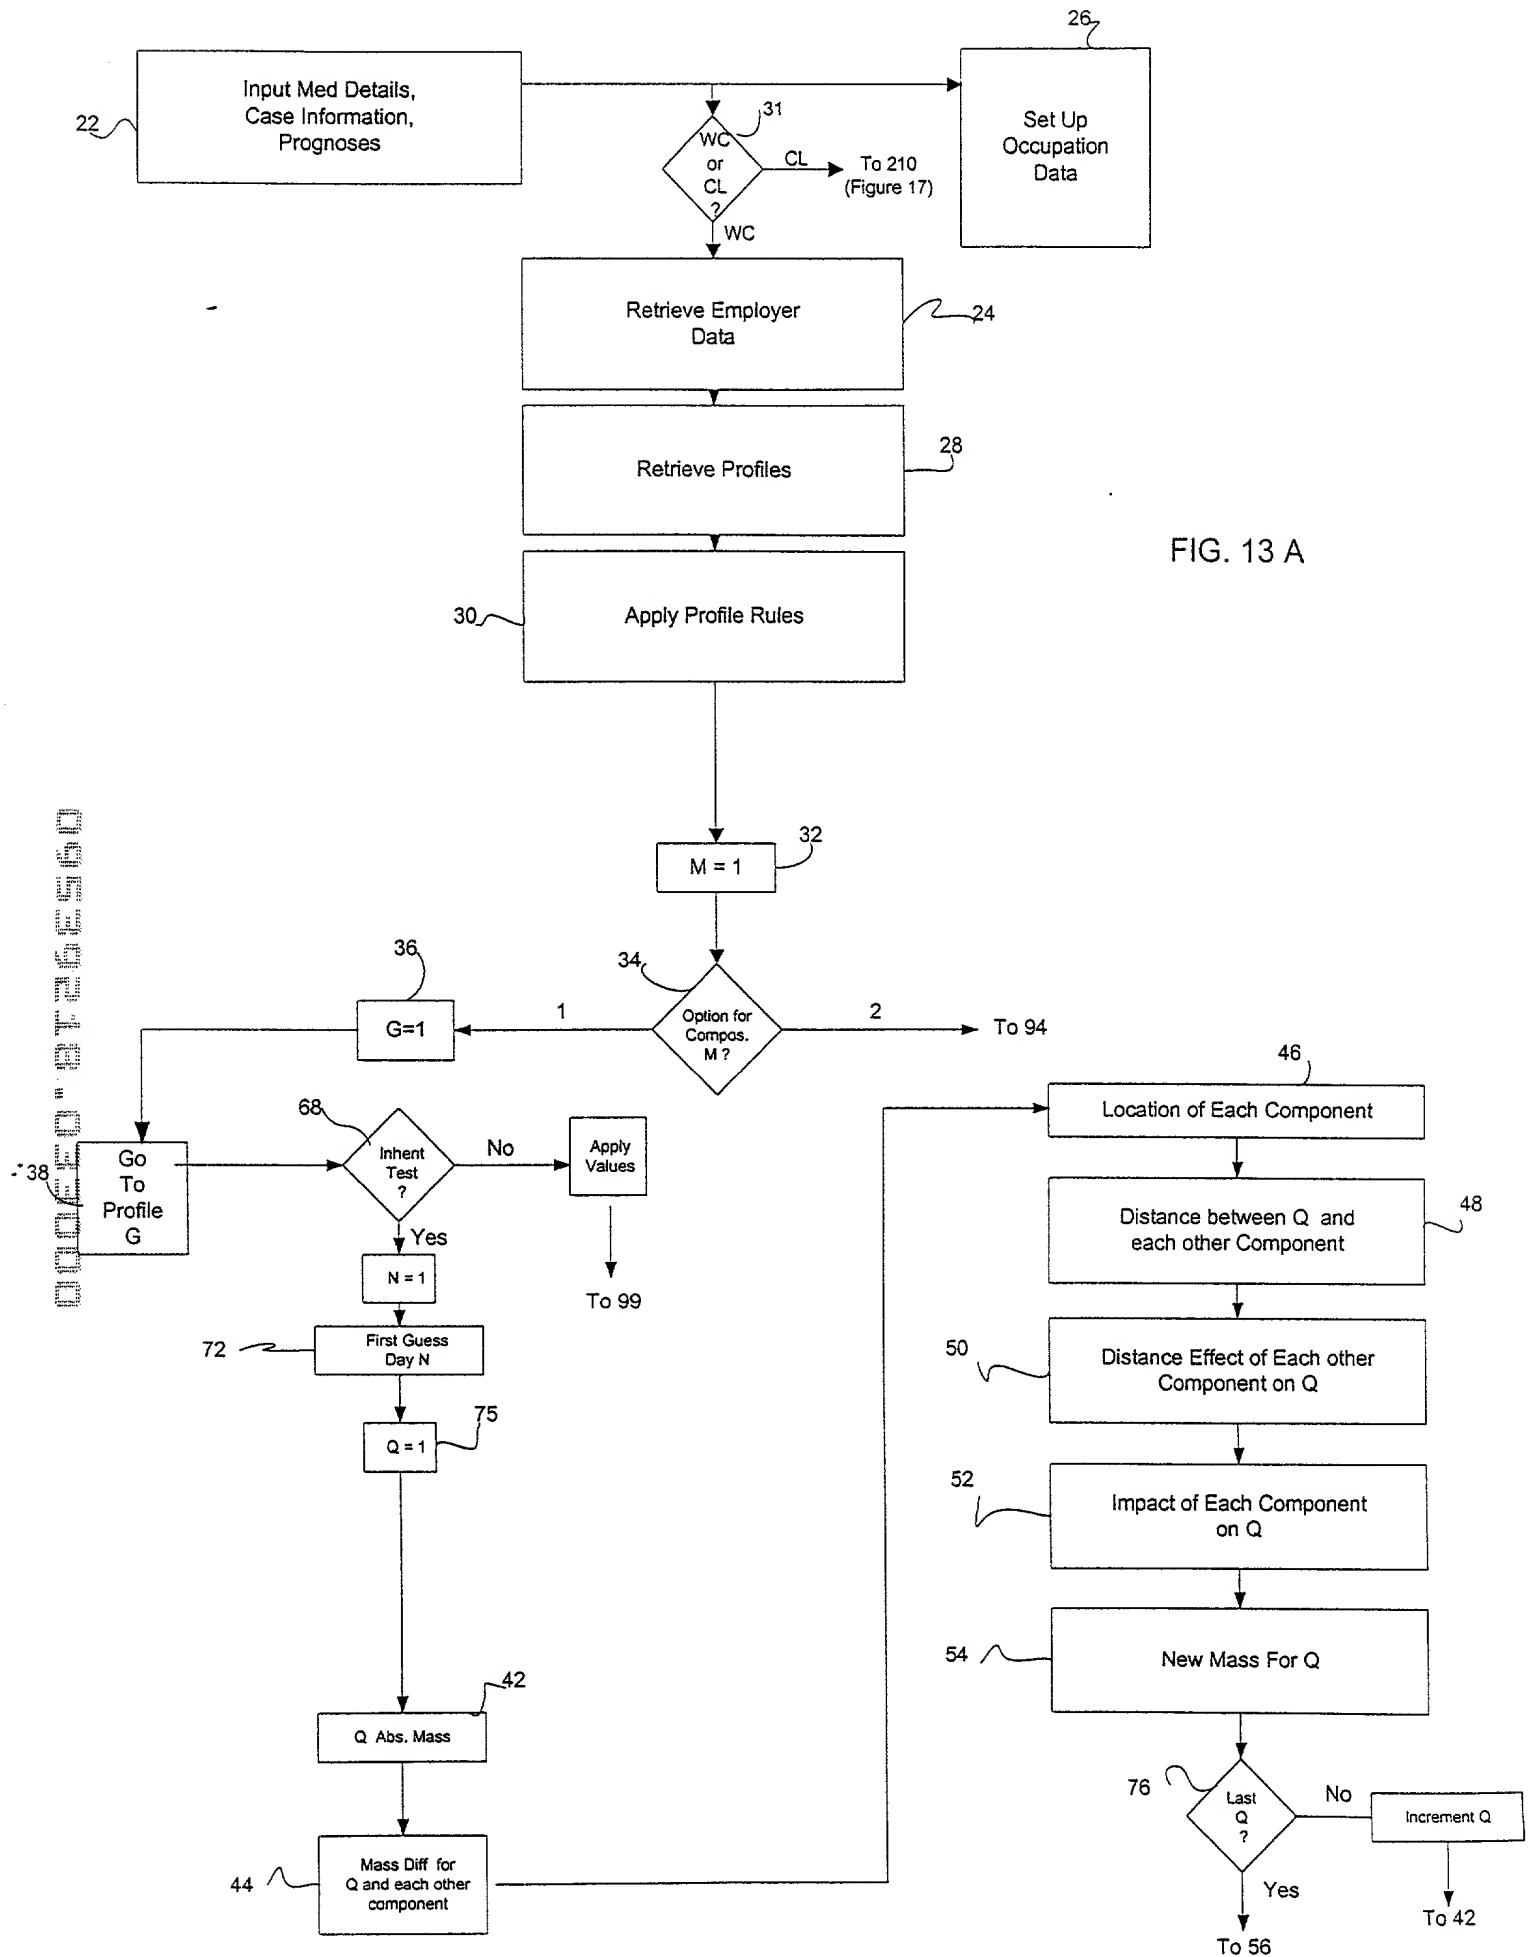 26
Input Med Details,
Case Information,
Prognoses
22
31
WC
or
CL
?
CL
To 210
(Figure 17)
Set Up
Occupation
Data
WC
Retrieve Employer
Data
24
Retrieve Profiles
28
FIG. 13 A
Apply Profile Rules
30
M = 1
32
36
34
G=1
1
Option for
Compos.
M ?
2
To 94
46
Location of Each Component
68
Inhent
Test
?
No
Apply
Values
Go
To
Profile
G
38
Yes
N = 1
To 99
Distance between Q and
each other Component
48
72
First Guess
Day N
50
Distance Effect of Each other
Component on Q
75
Q = 1
52
Impact of Each Component
on Q
54
New Mass For Q
42
Q Abs. Mass
76
Last
Q
?
No
Increment Q
44
Mass Diff for
Q and each other
component
Yes
To 42
To 56